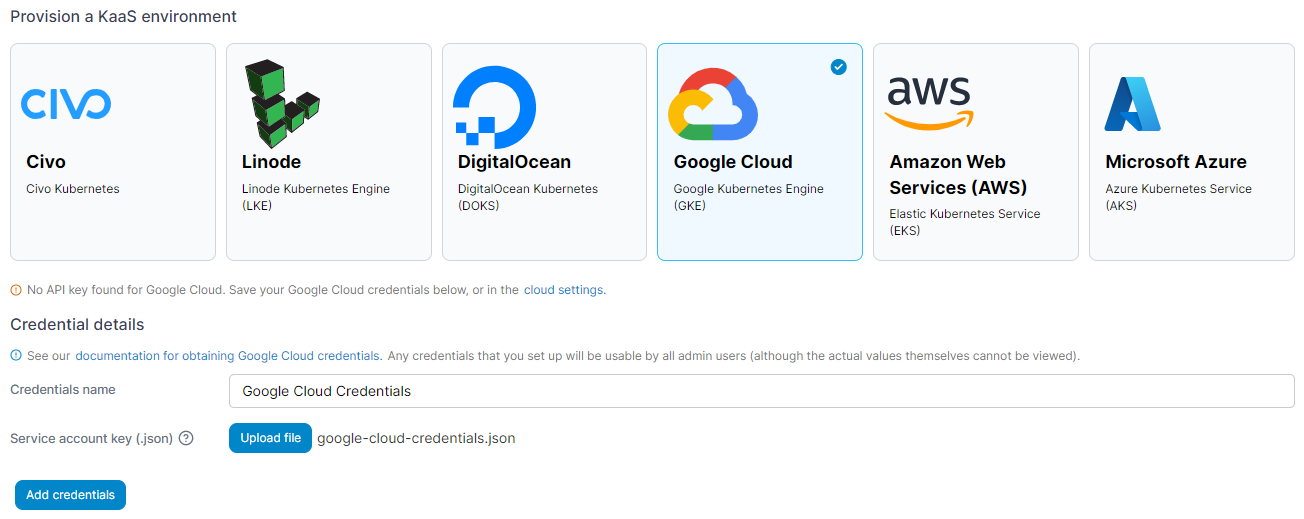 Provision a KaaS environment
CIVO
Civo
Civo Kubernetes
Linode
Linode Kubernetes Engine
(LKE)
DigitalOcean
DigitalOcean Kubernetes
(DOKS)
Google Cloud
Google Kubernetes Engine
(GKE)
aws
Amazon Web
Services (AWS)
Elastic Kubernetes Service
(EKS)
Microsoft Azure
Azure Kubernetes Service
(AKS)
No API key found for Google Cloud. Save your Google Cloud credentials below, or in the cloud settings.
Credential details
See our documentation for obtaining Google Cloud credentials. Any credentials that you set up will be usable by all admin users (although the actual values themselves cannot be viewed).
Credentials name
Google Cloud Credentials
Service account key (.json)
Upload file google-cloud-credentials.json
Add credentials